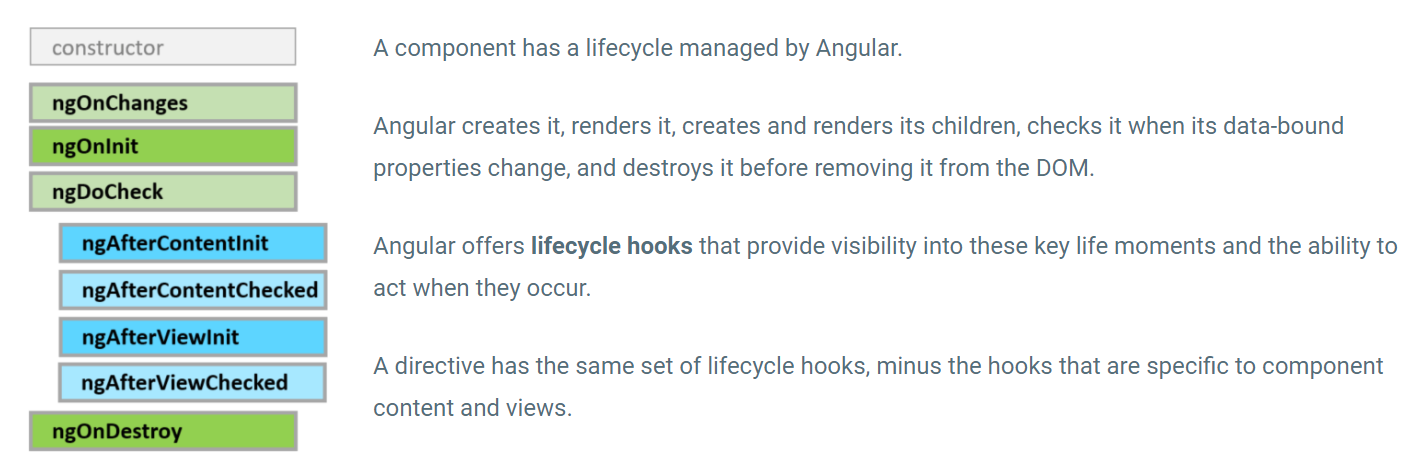 constructor
ngOnChanges
ngOnInit
ngDoCheck
ngAfterContentInit
ngAfterContentChecked
ngAfterViewInit
ngAfterViewChecked
ngOnDestroy
A component has a lifecycle managed by Angular.
Angular creates it, renders it, creates and renders its children, checks it when its data-bound
properties change, and destroys it before removing it from the DOM.
Angular offers lifecycle hooks that provide visibility into these key life moments and the ability to
act when they occur.
A directive has the same set of lifecycle hooks, minus the hooks that are specific to component
content and views.